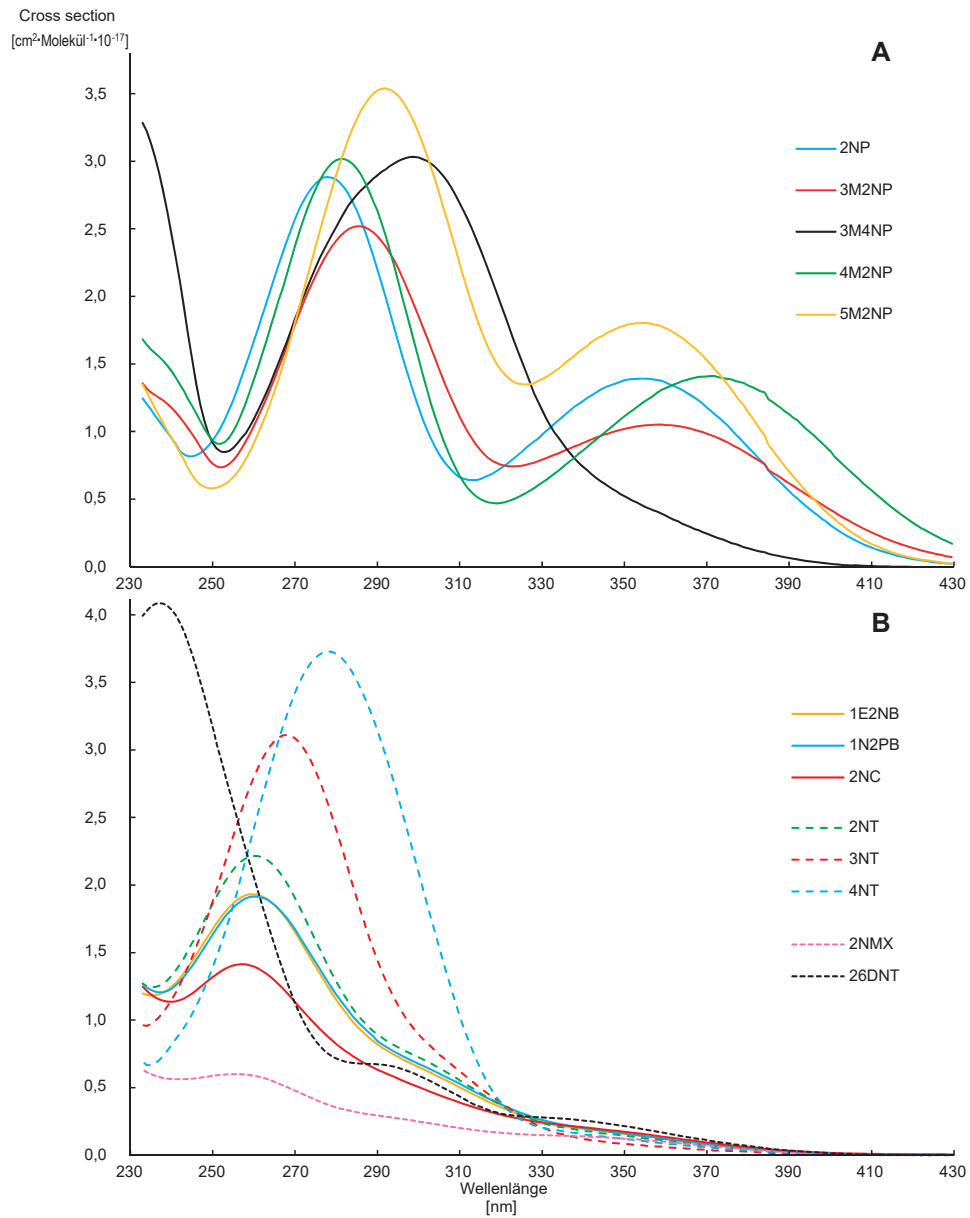 Cross section
[cm²·Molekül⁻¹·10⁻¹⁷]
A
3,5
3,0
2,5
2,0
1,5
1,0
0,5
0,0
2NP
3M2NP
3M4NP
4M2NP
5M2NP
230 250 270 290 310 330 350 370 390 410 430
B
4,0
3,5
3,0
2,5
2,0
1,5
1,0
0,5
0,0
1E2NB
1N2PB
2NC
2NT
3NT
4NT
2NMX
26DNT
230 250 270 290 310 330 350 370 390 410 430
Wellenlänge
[nm]